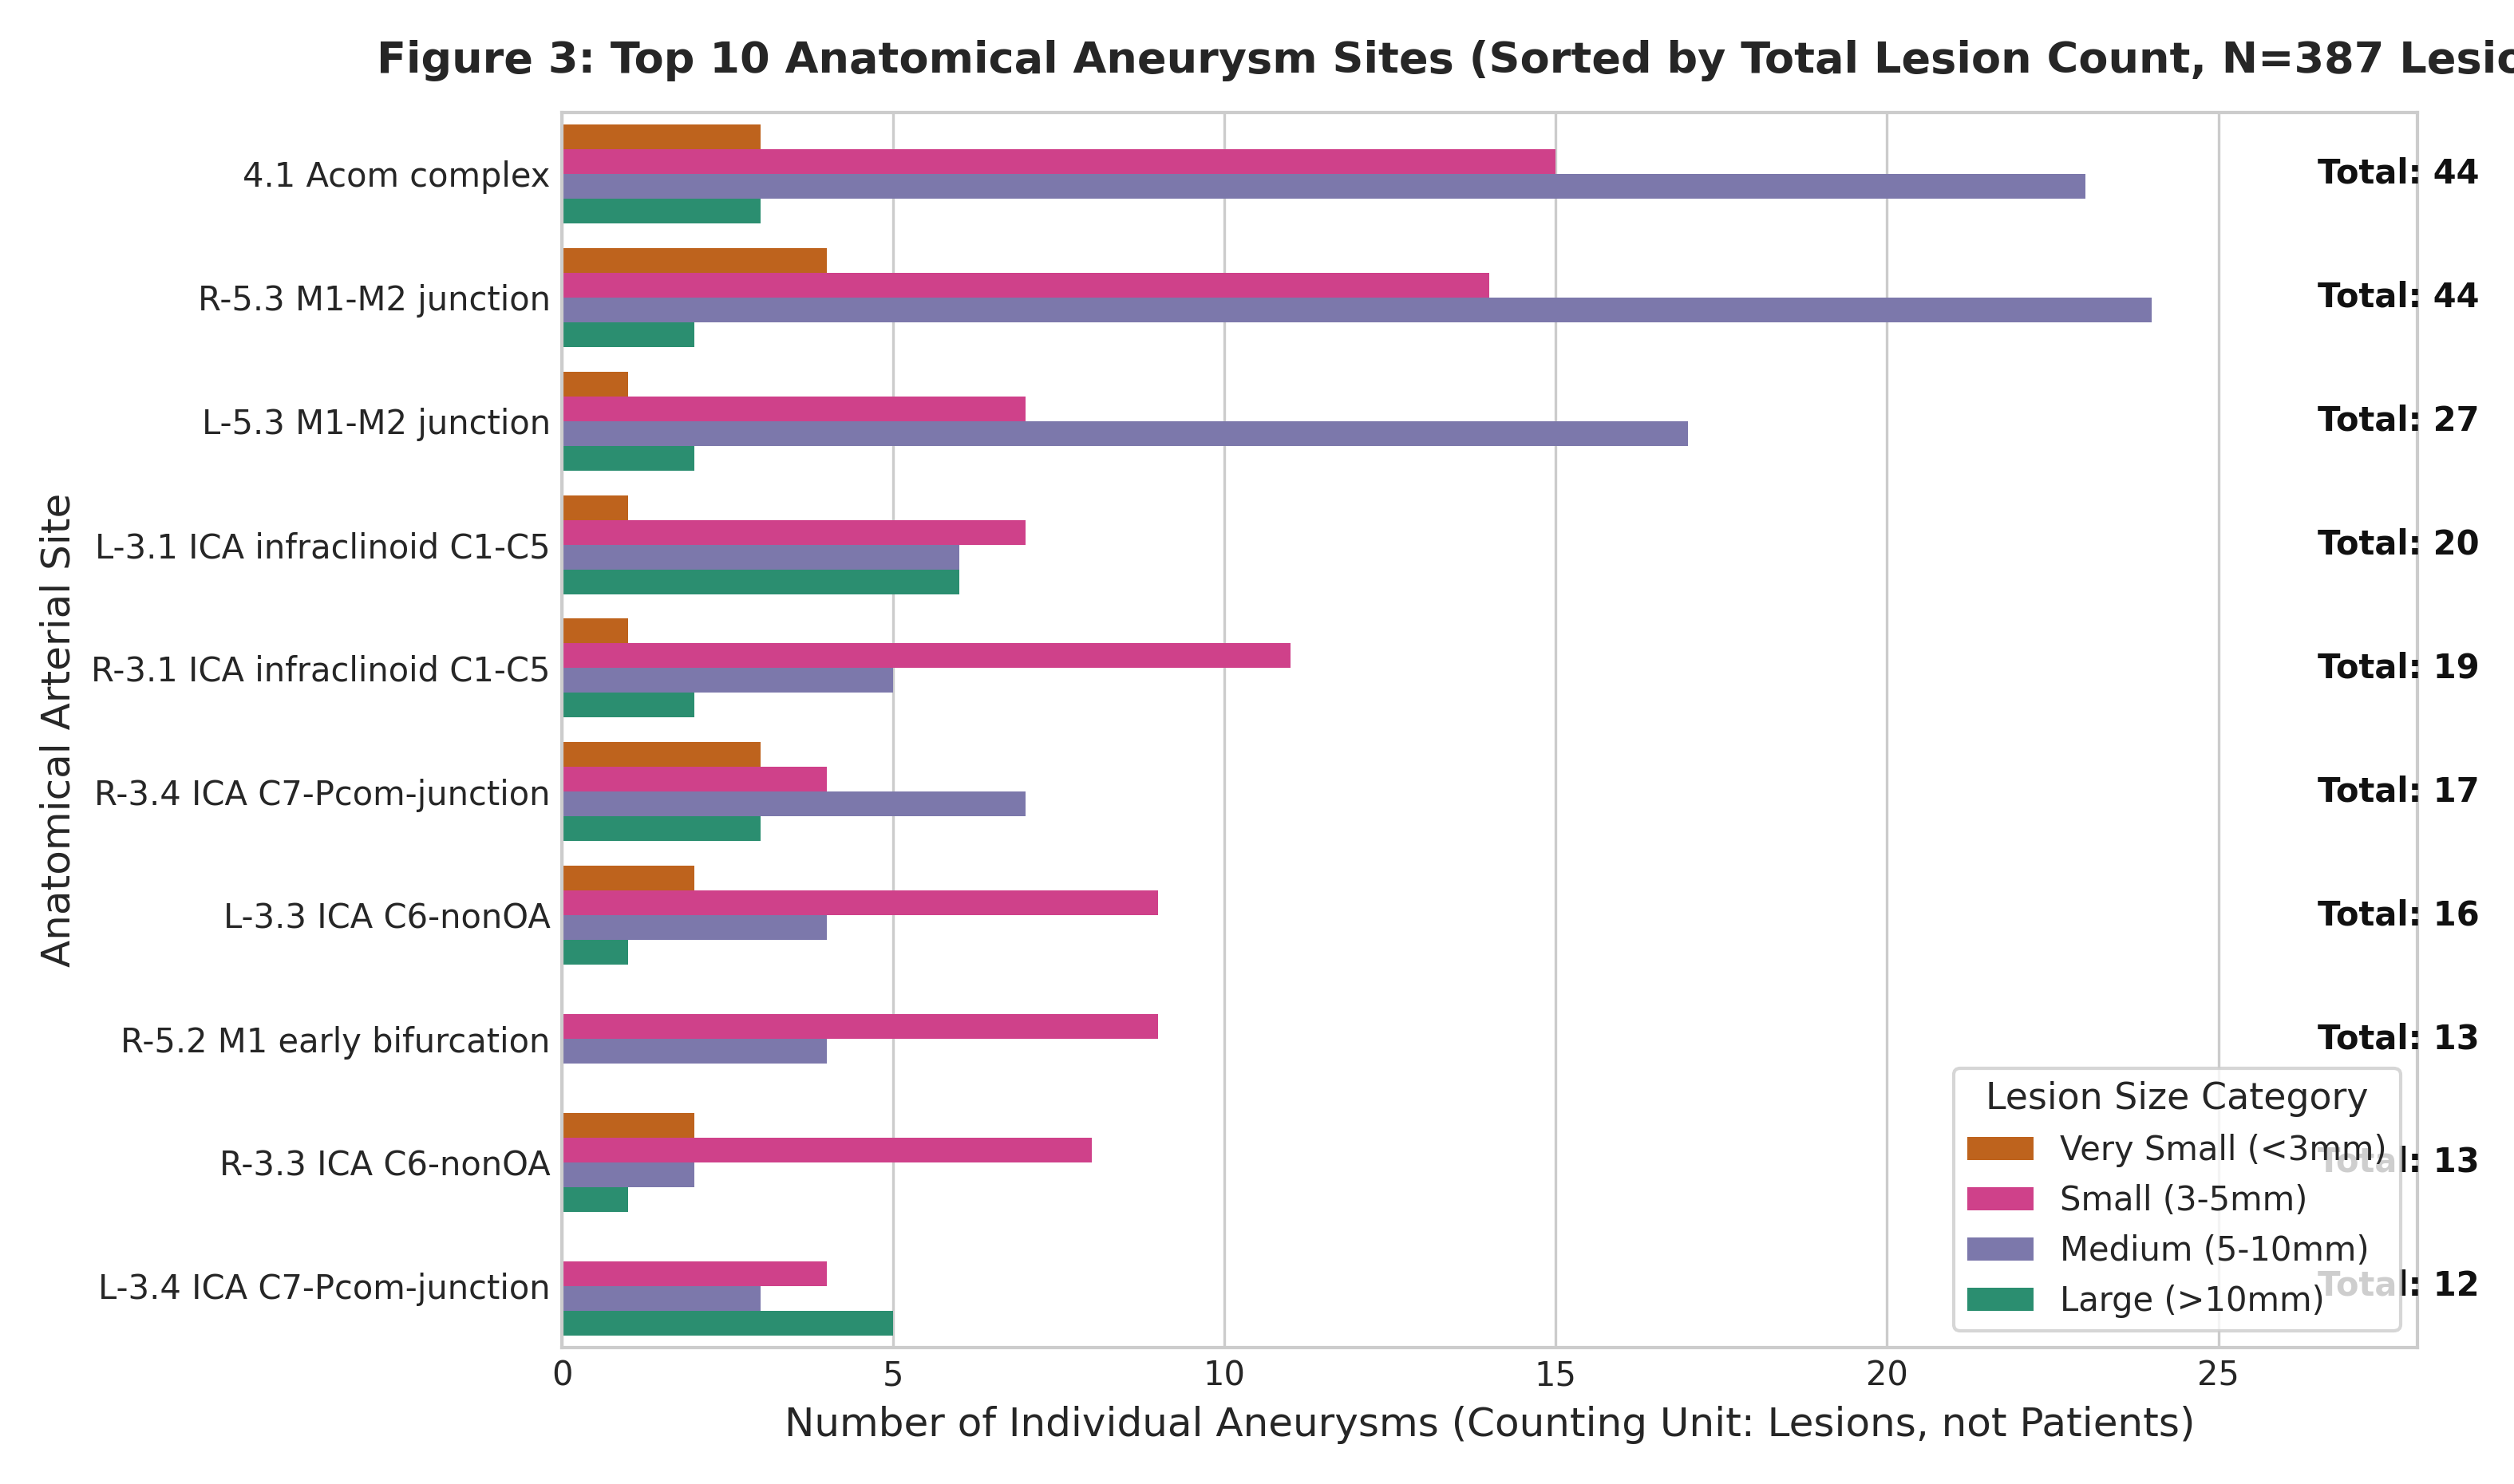 Figure 3: Top 10 Anatomical Aneurysm Sites (Sorted by Total Lesion Count, N=387
Anatomical Arterial Site
4.1 Acom complex Total: 44
R-5.3 M1-M2 junction Total: 44
L-5.3 M1-M2 junction Total: 27
L-3.1 ICA infraclinoid C1-C5 Total: 20
R-3.1 ICA infraclinoid C1-C5 Total: 19
R-3.4 ICA C7-Pcom-junction Total: 17
L-3.3 ICA C6-nonOA Total: 16
R-5.2 M1 early bifurcation Total: 13
R-3.3 ICA C6-nonOA Total: 13
L-3.4 ICA C7-Pcom-junction Total: 12
Lesion Size Category
Very Small (<3mm)
Small (3-5mm)
Medium (5-10mm)
Large (>10mm)
0 5 10 15 20 25
Number of Individual Aneurysms (Counting Unit: Lesions, not Patients)